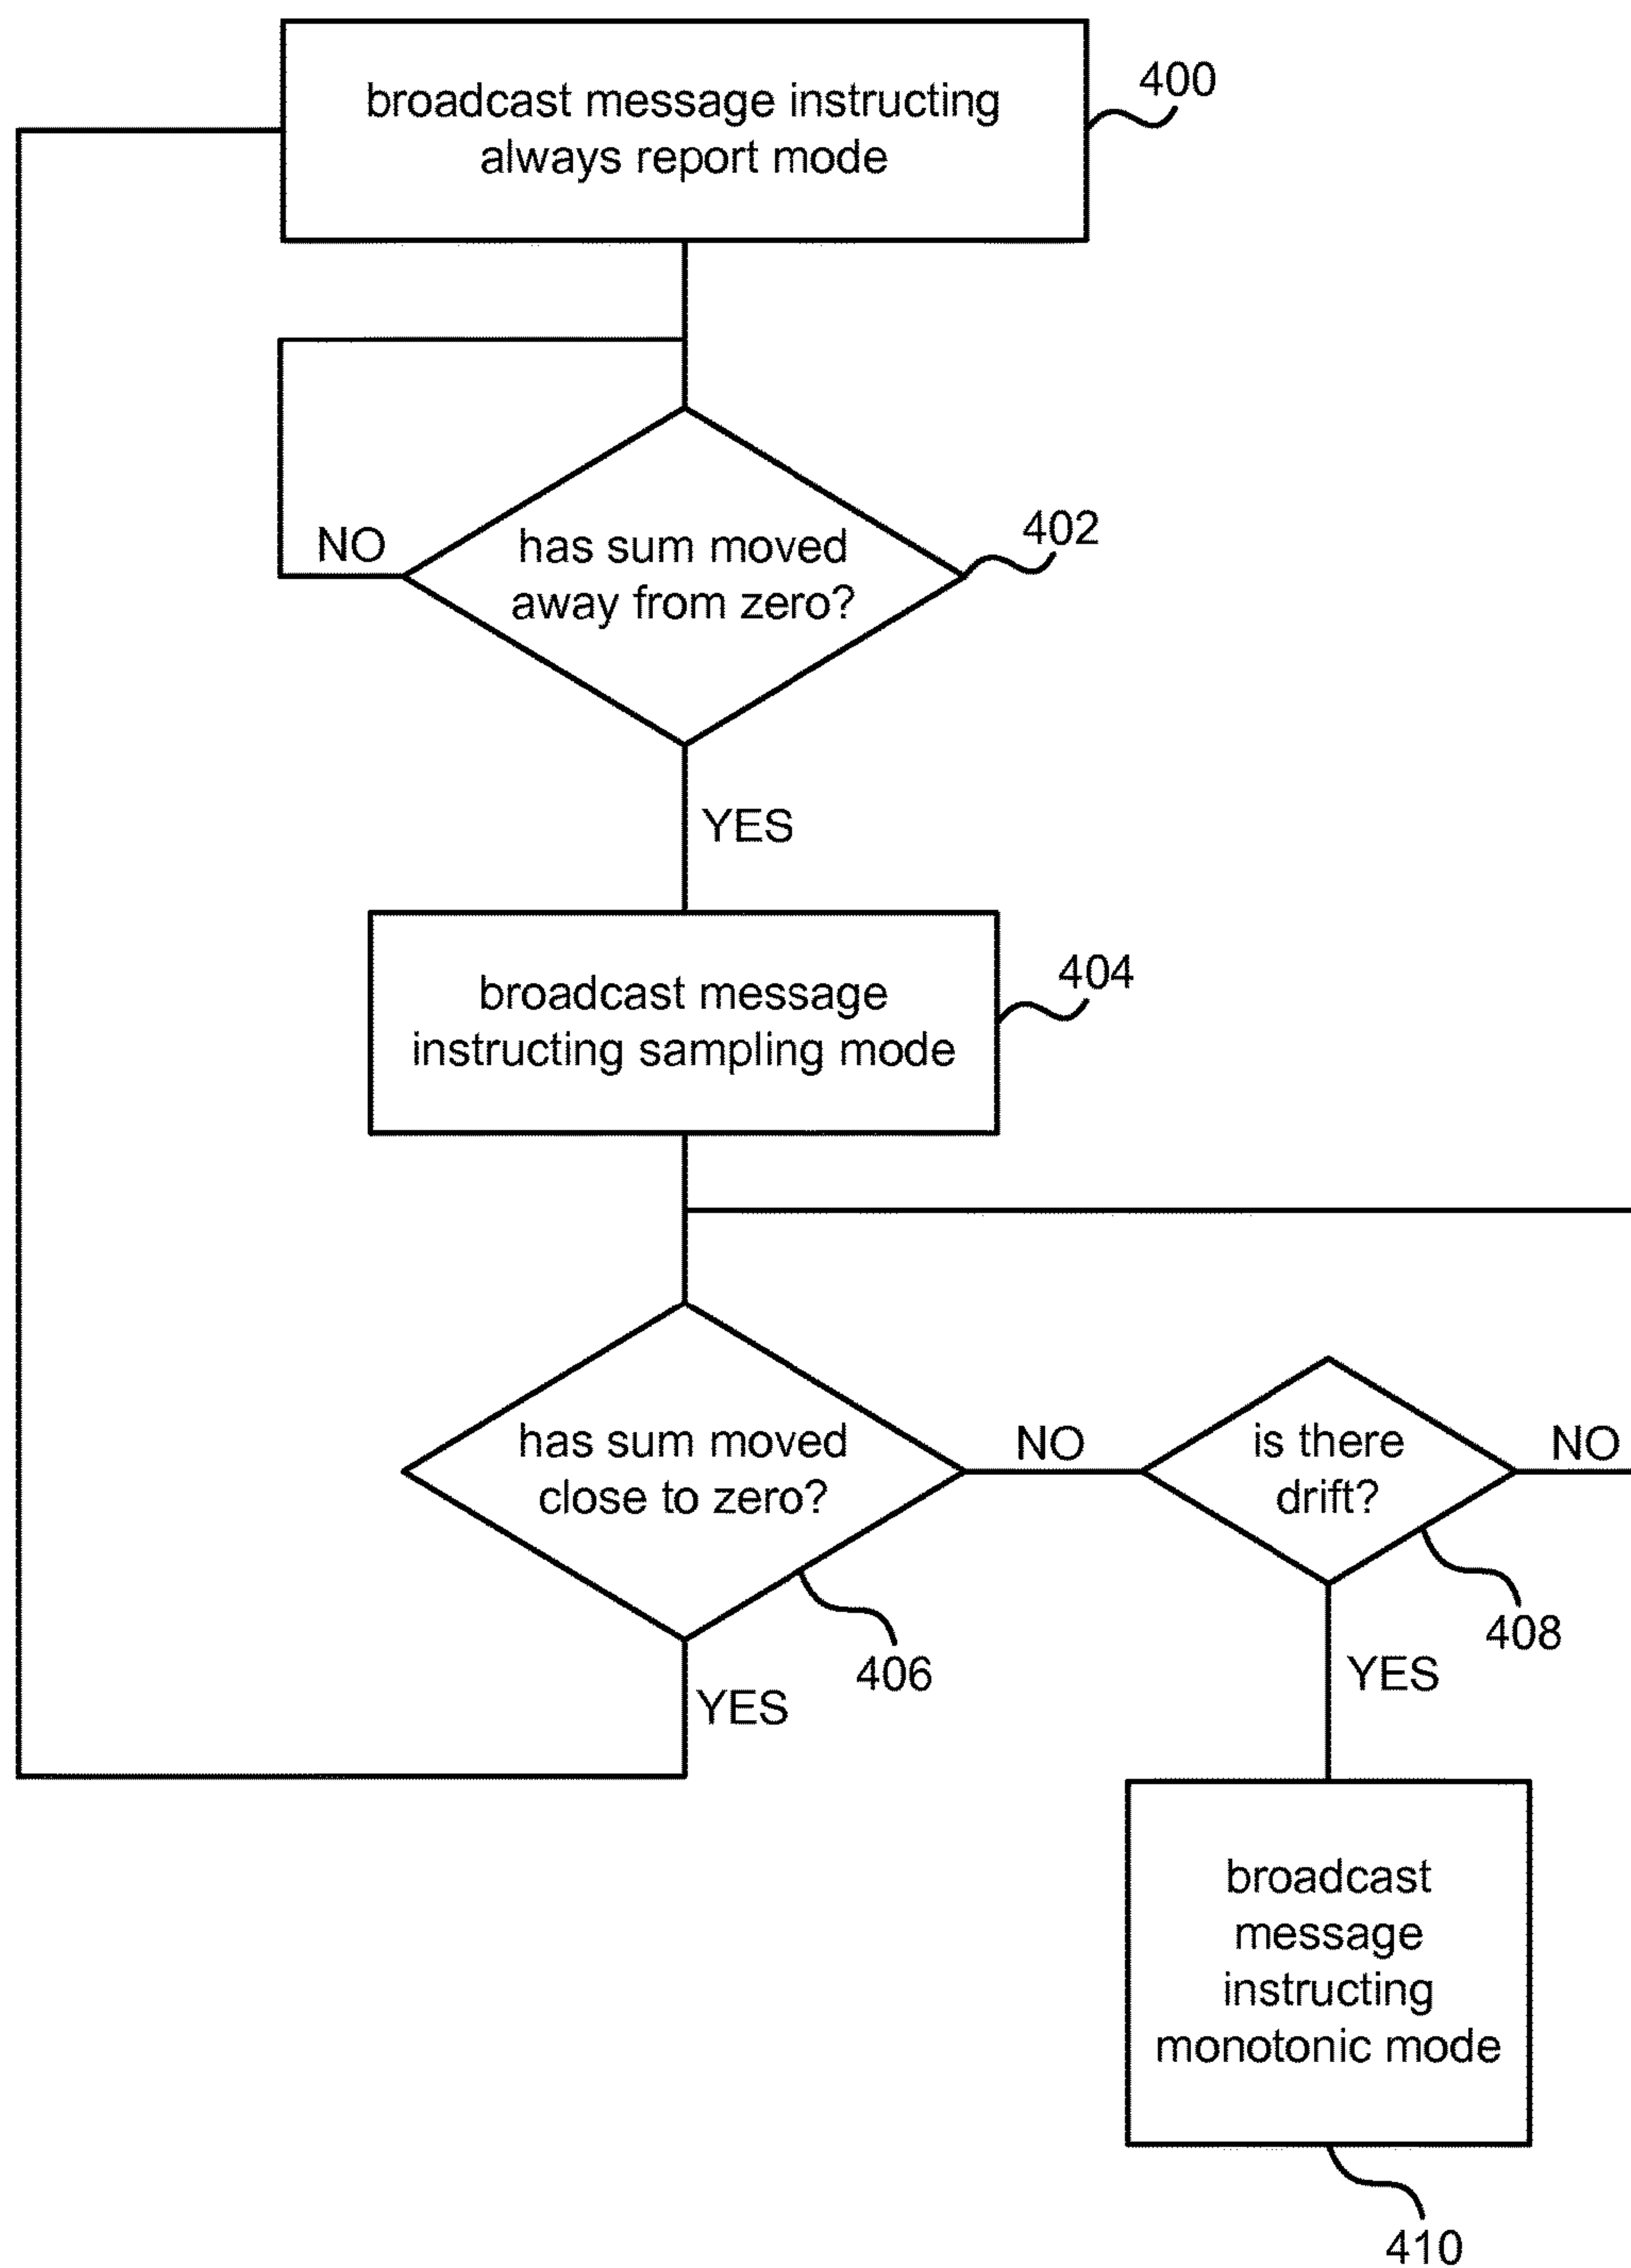 broadcast message instructing
always report mode
400
NO
has sum moved
away from zero?
402
YES
broadcast message
instructing sampling mode
404
has sum moved
close to zero?
NO
is there
drift?
NO
406
408
YES
YES
broadcast
message
instructing
monotonic mode
410